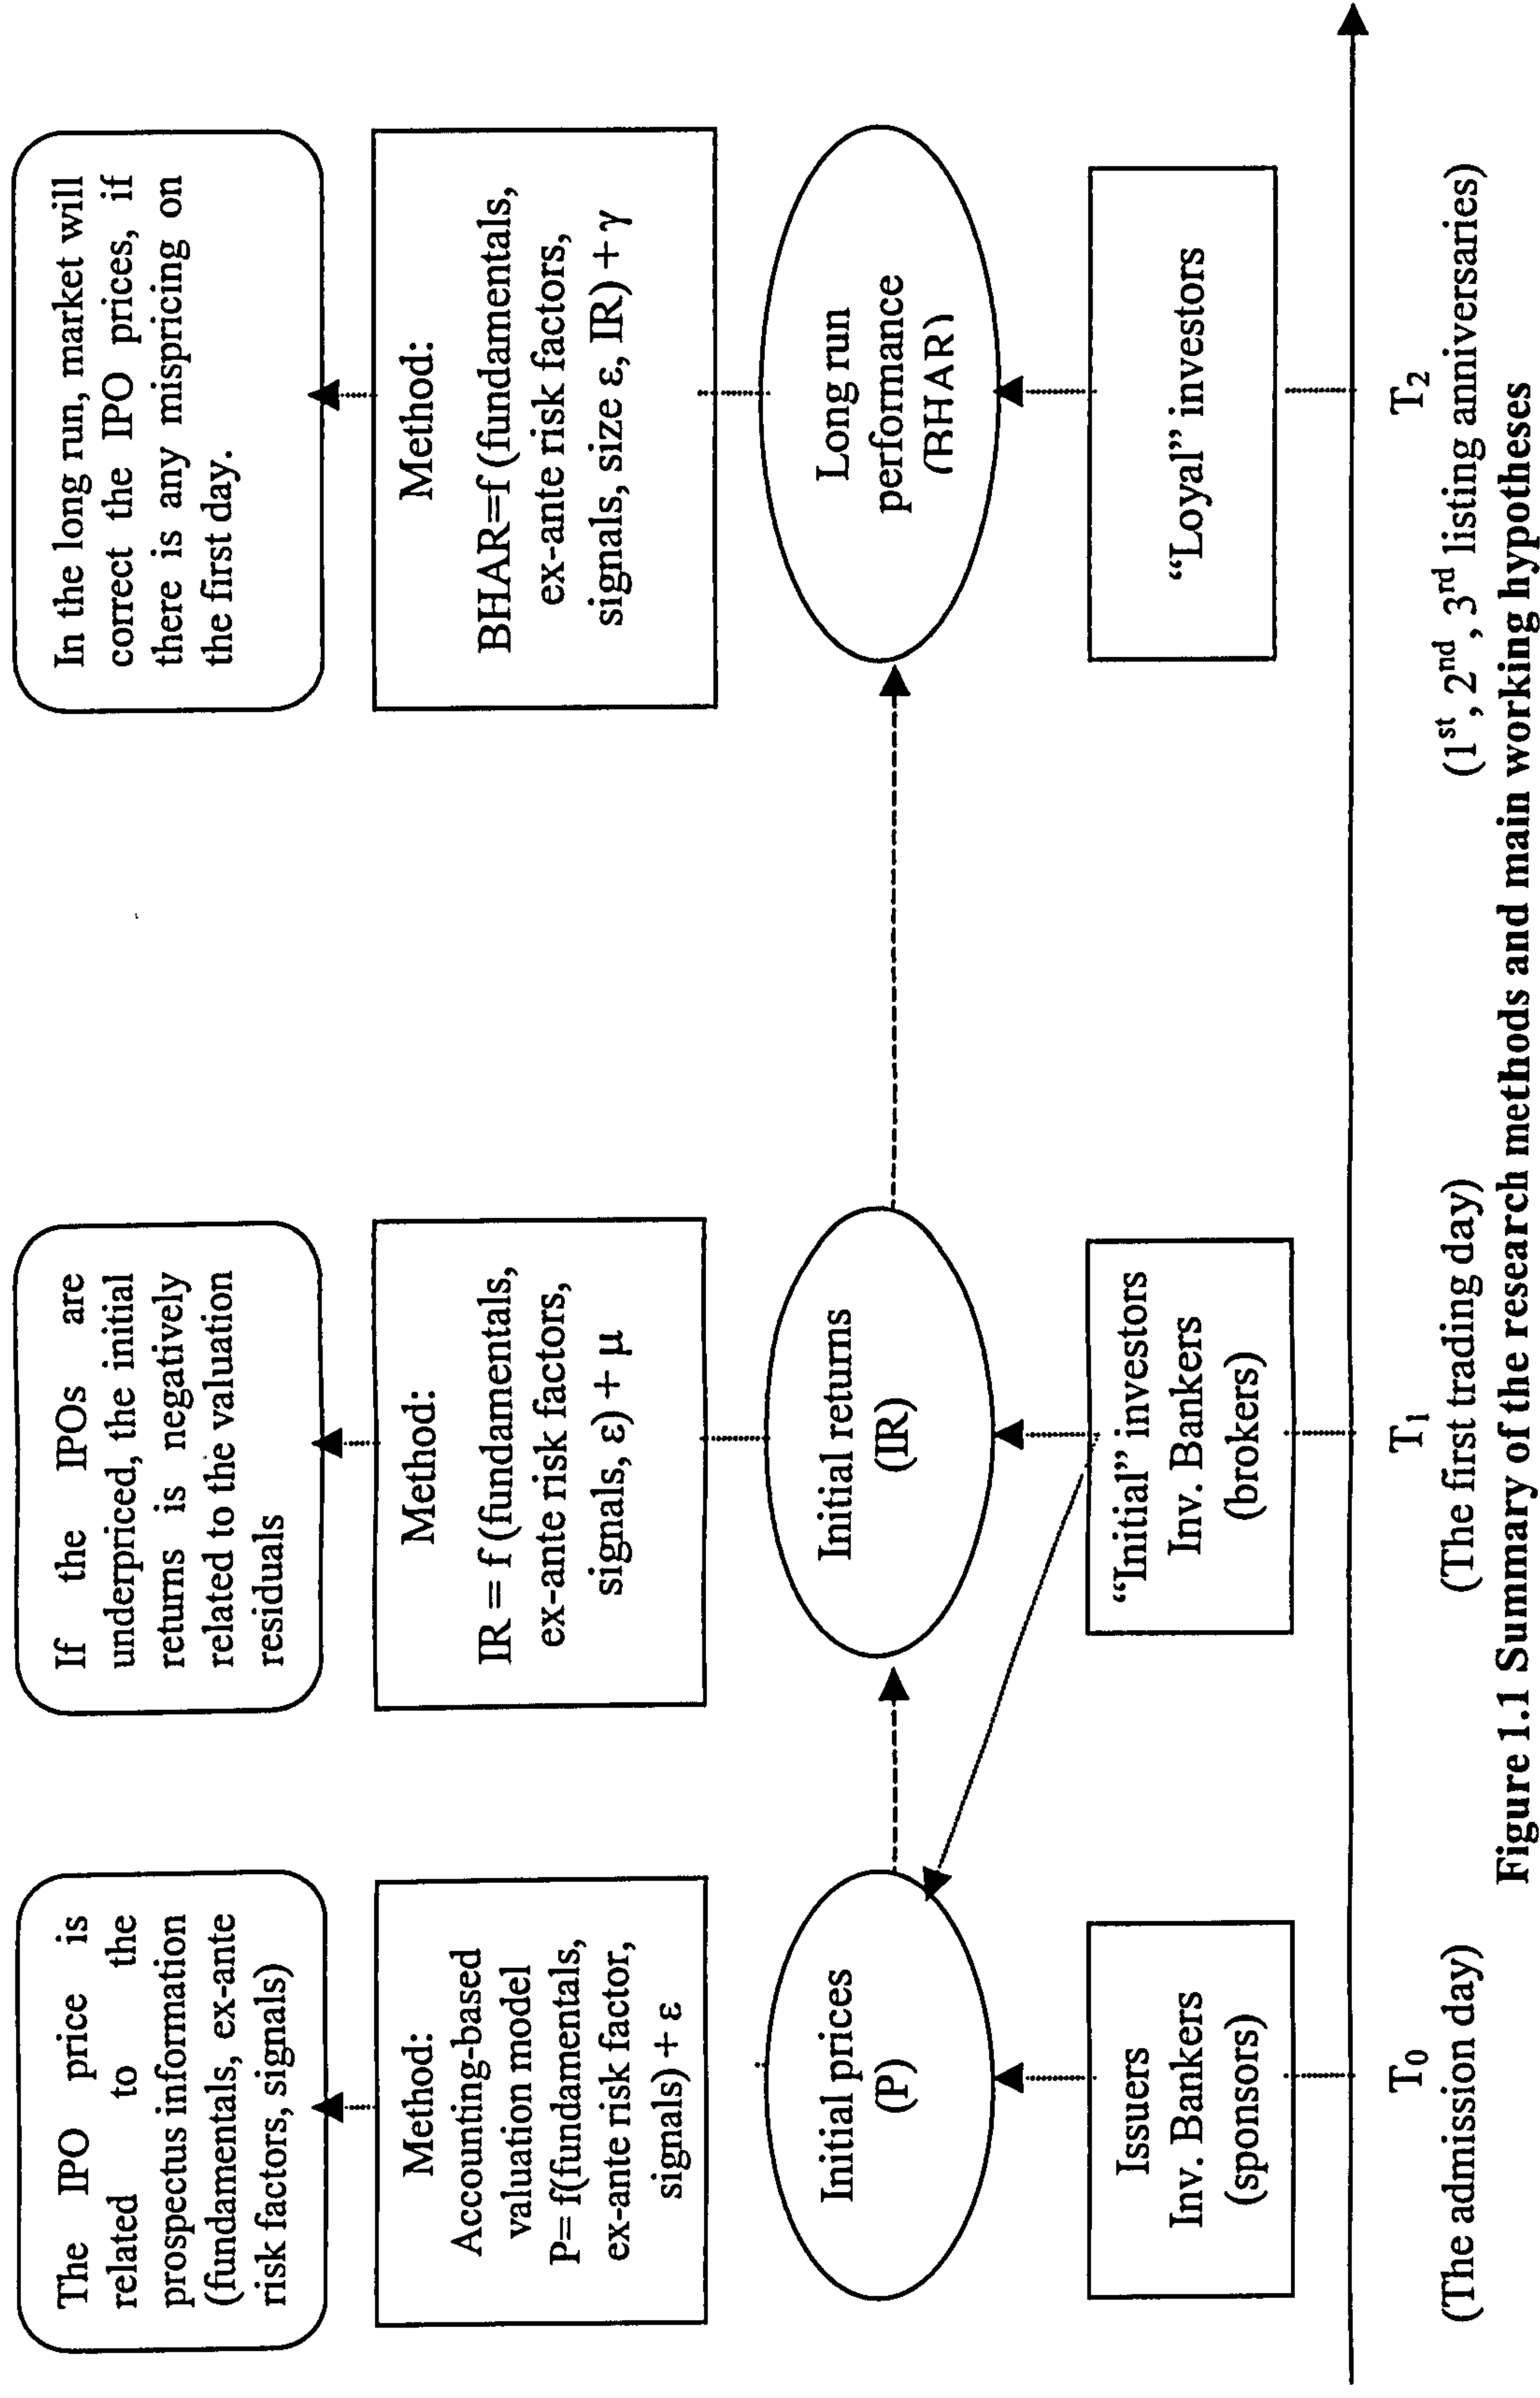 The IPO price is
related to the
prospectus information
(fundamentals, ex-ante
risk factors, signals)
If the IPOs are
underpriced, the initial
returns is negatively
related to the valuation
residuals
In the long run, market will
correct the IPO prices, if
there is any mispricing on
the first day.
Method:
Accounting-based
valuation model
P= f(fundamentals,
ex-ante risk factor,
signals) + ε
Method:
IR = f (fundamentals,
ex-ante risk factors,
signals, ε) + μ
Method:
BHAR=f (fundamentals,
ex-ante risk factors,
signals, size ε, IR) + γ
Initial prices
(P)
Initial returns
(IR)
Long run
performance
(BHAR)
Issuers
Inv. Bankers
(sponsors)
“Initial” investors
Inv. Bankers
(brokers)
“Loyal” investors
T0
(The admission day)
T1
(The first trading day)
T2
(1st, 2nd, 3rd listing anniversaries)
Figure 1.1 Summary of the research methods and main working hypotheses